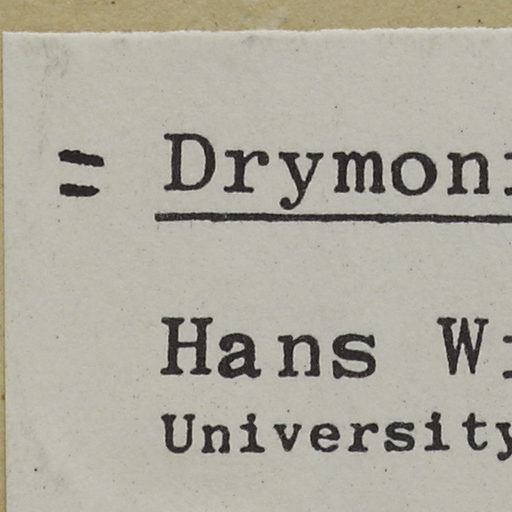 = Drymoni
Hans Wi
University